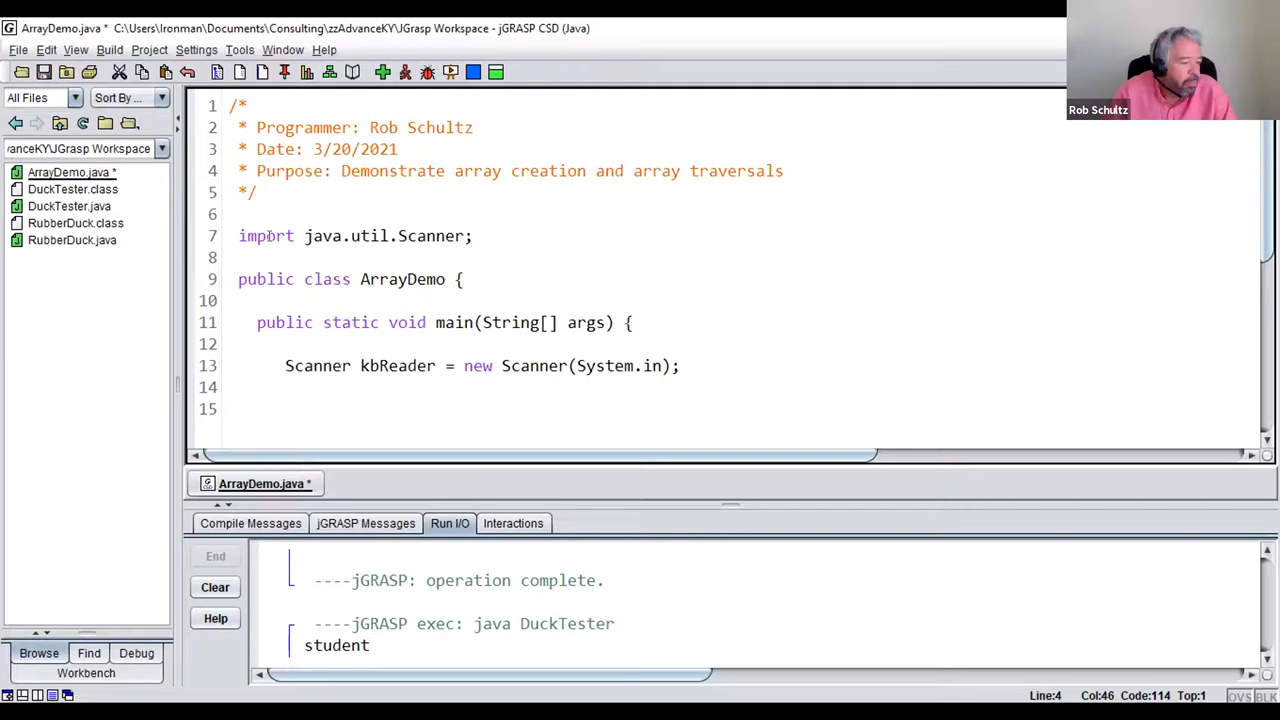 ArrayDemo.java * C:\Users\Ironman\Documents\Consulting\zzAdvanceKY\JGrasp Workspace - jGRASP CSD (Java)
File Edit View Build Project Settings Tools Window Help
All Files Sort By ...
vanceKY\JGrasp Workspace
ArrayDemo.java *
DuckTester.class
DuckTester.java
RubberDuck.class
RubberDuck.java
1 /*
2 * Programmer: Rob Schultz
3 * Date: 3/20/2021
4 * Purpose: Demonstrate array creation and array traversals
5 */
6
7 import java.util.Scanner;
8
9 public class ArrayDemo {
10
11 public static void main(String[] args) {
12
13 Scanner kbReader = new Scanner(System.in);
14
15
Rob Schultz
ArrayDemo.java *
Compile Messages jGRASP Messages Run I/O Interactions
End
Clear
Help
----jGRASP: operation complete.
----jGRASP exec: java DuckTester
student
Browse Find Debug
Workbench
Line:4 Col:46 Code:114 Top:1 OVS BLK